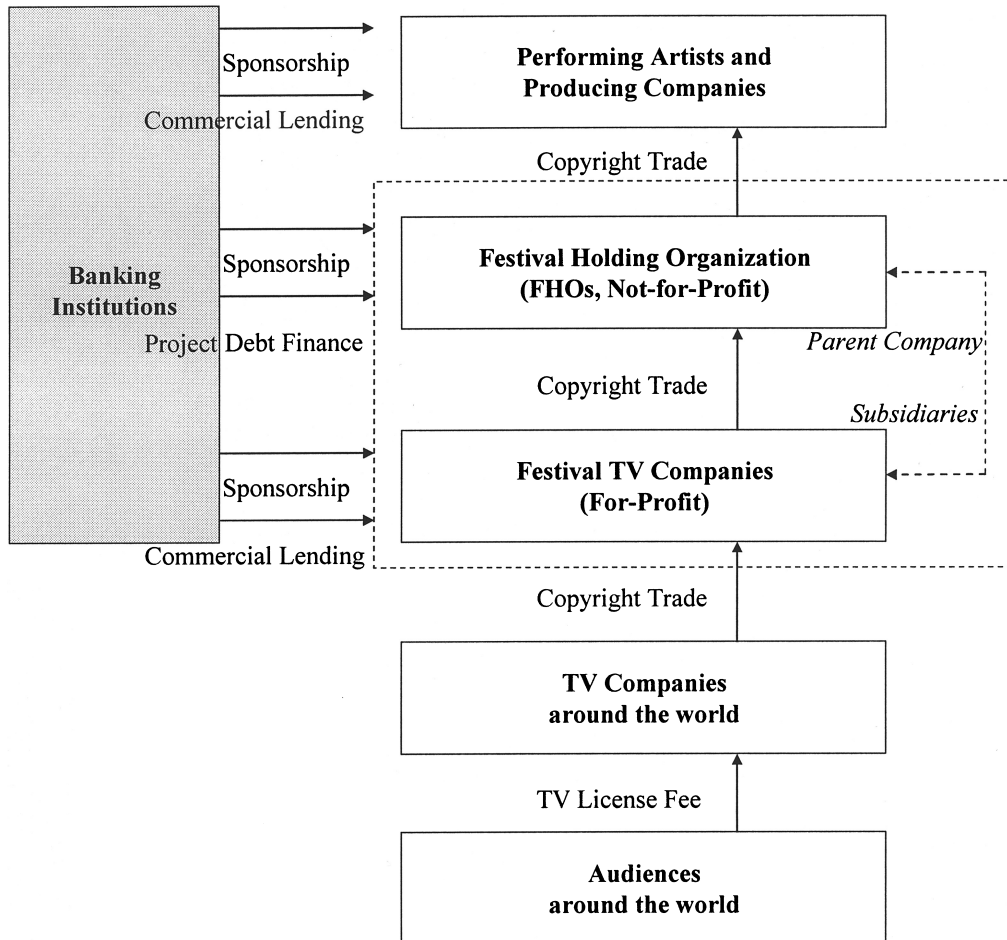 Sponsorship
Commercial Lending
Performing Artists and
Producing Companies
Copyright Trade
Banking
Institutions
Sponsorship
Project Debt Finance
Festival Holding Organization
(FHOs, Not-for-Profit)
Parent Company
Copyright Trade
Subsidiaries
Sponsorship
Commercial Lending
Festival TV Companies
(For-Profit)
Copyright Trade
TV Companies
around the world
TV License Fee
Audiences
around the world